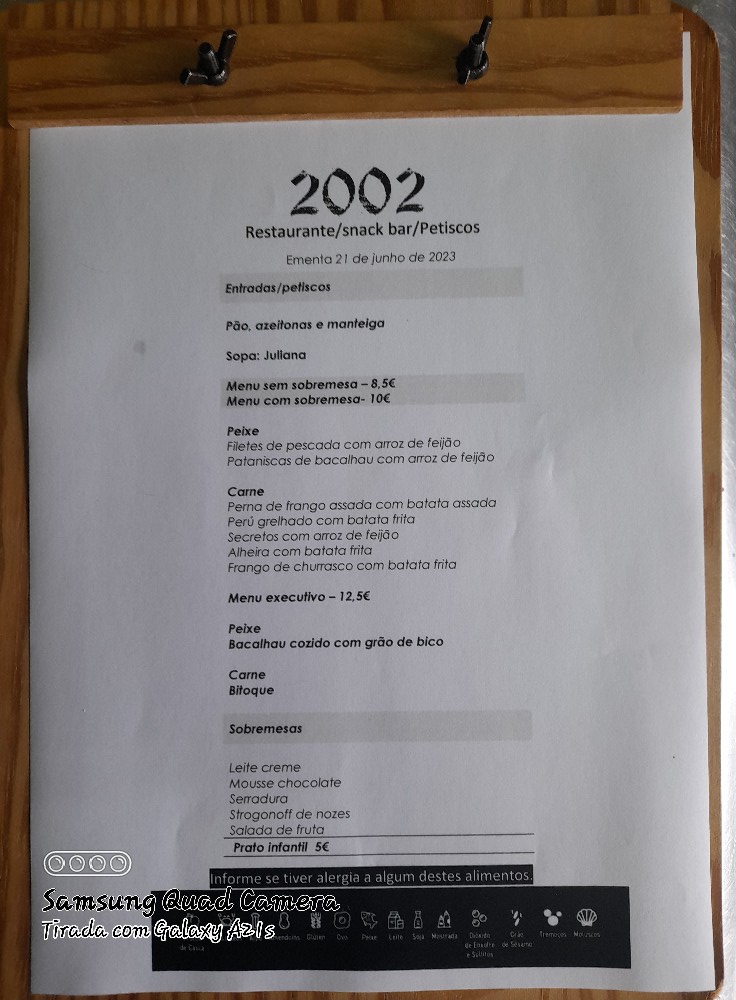 2002
Restaurante/snack bar/Petiscos
Ementa 21 de junho de 2023
Entradas/petiscos
Pão, azeitonas e manteiga
Sopa: Juliana
Menu sem sobremesa – 8,5€
Menu com sobremesa- 10€
Peixe
Filetes de pescada com arroz de feijão
Pataniscas de bacalhau com arroz de feijão
Carne
Perna de frango assada com batata assada
Perú grelhado com batata frita
Secretos com arroz de feijão
Alheira com batata frita
Frango de churrasco com batata frita
Menu executivo – 12,5€
Peixe
Bacalhau cozido com grão de bico
Carne
Bitoque
Sobremesas
Leite creme
Mousse chocolate
Serradura
Strogonoff de nozes
Salada de fruta
Prato infantil 5€
Informe se tiver alergia a algum destes alimentos.
Glúten Ovo Peixe Leite Soja Mostarda Dióxido de Enxofre e Sulfitos Grão de Sésamo Tremoços Moluscos
Samsung Quad Camera
Tirada com Galaxy A21s